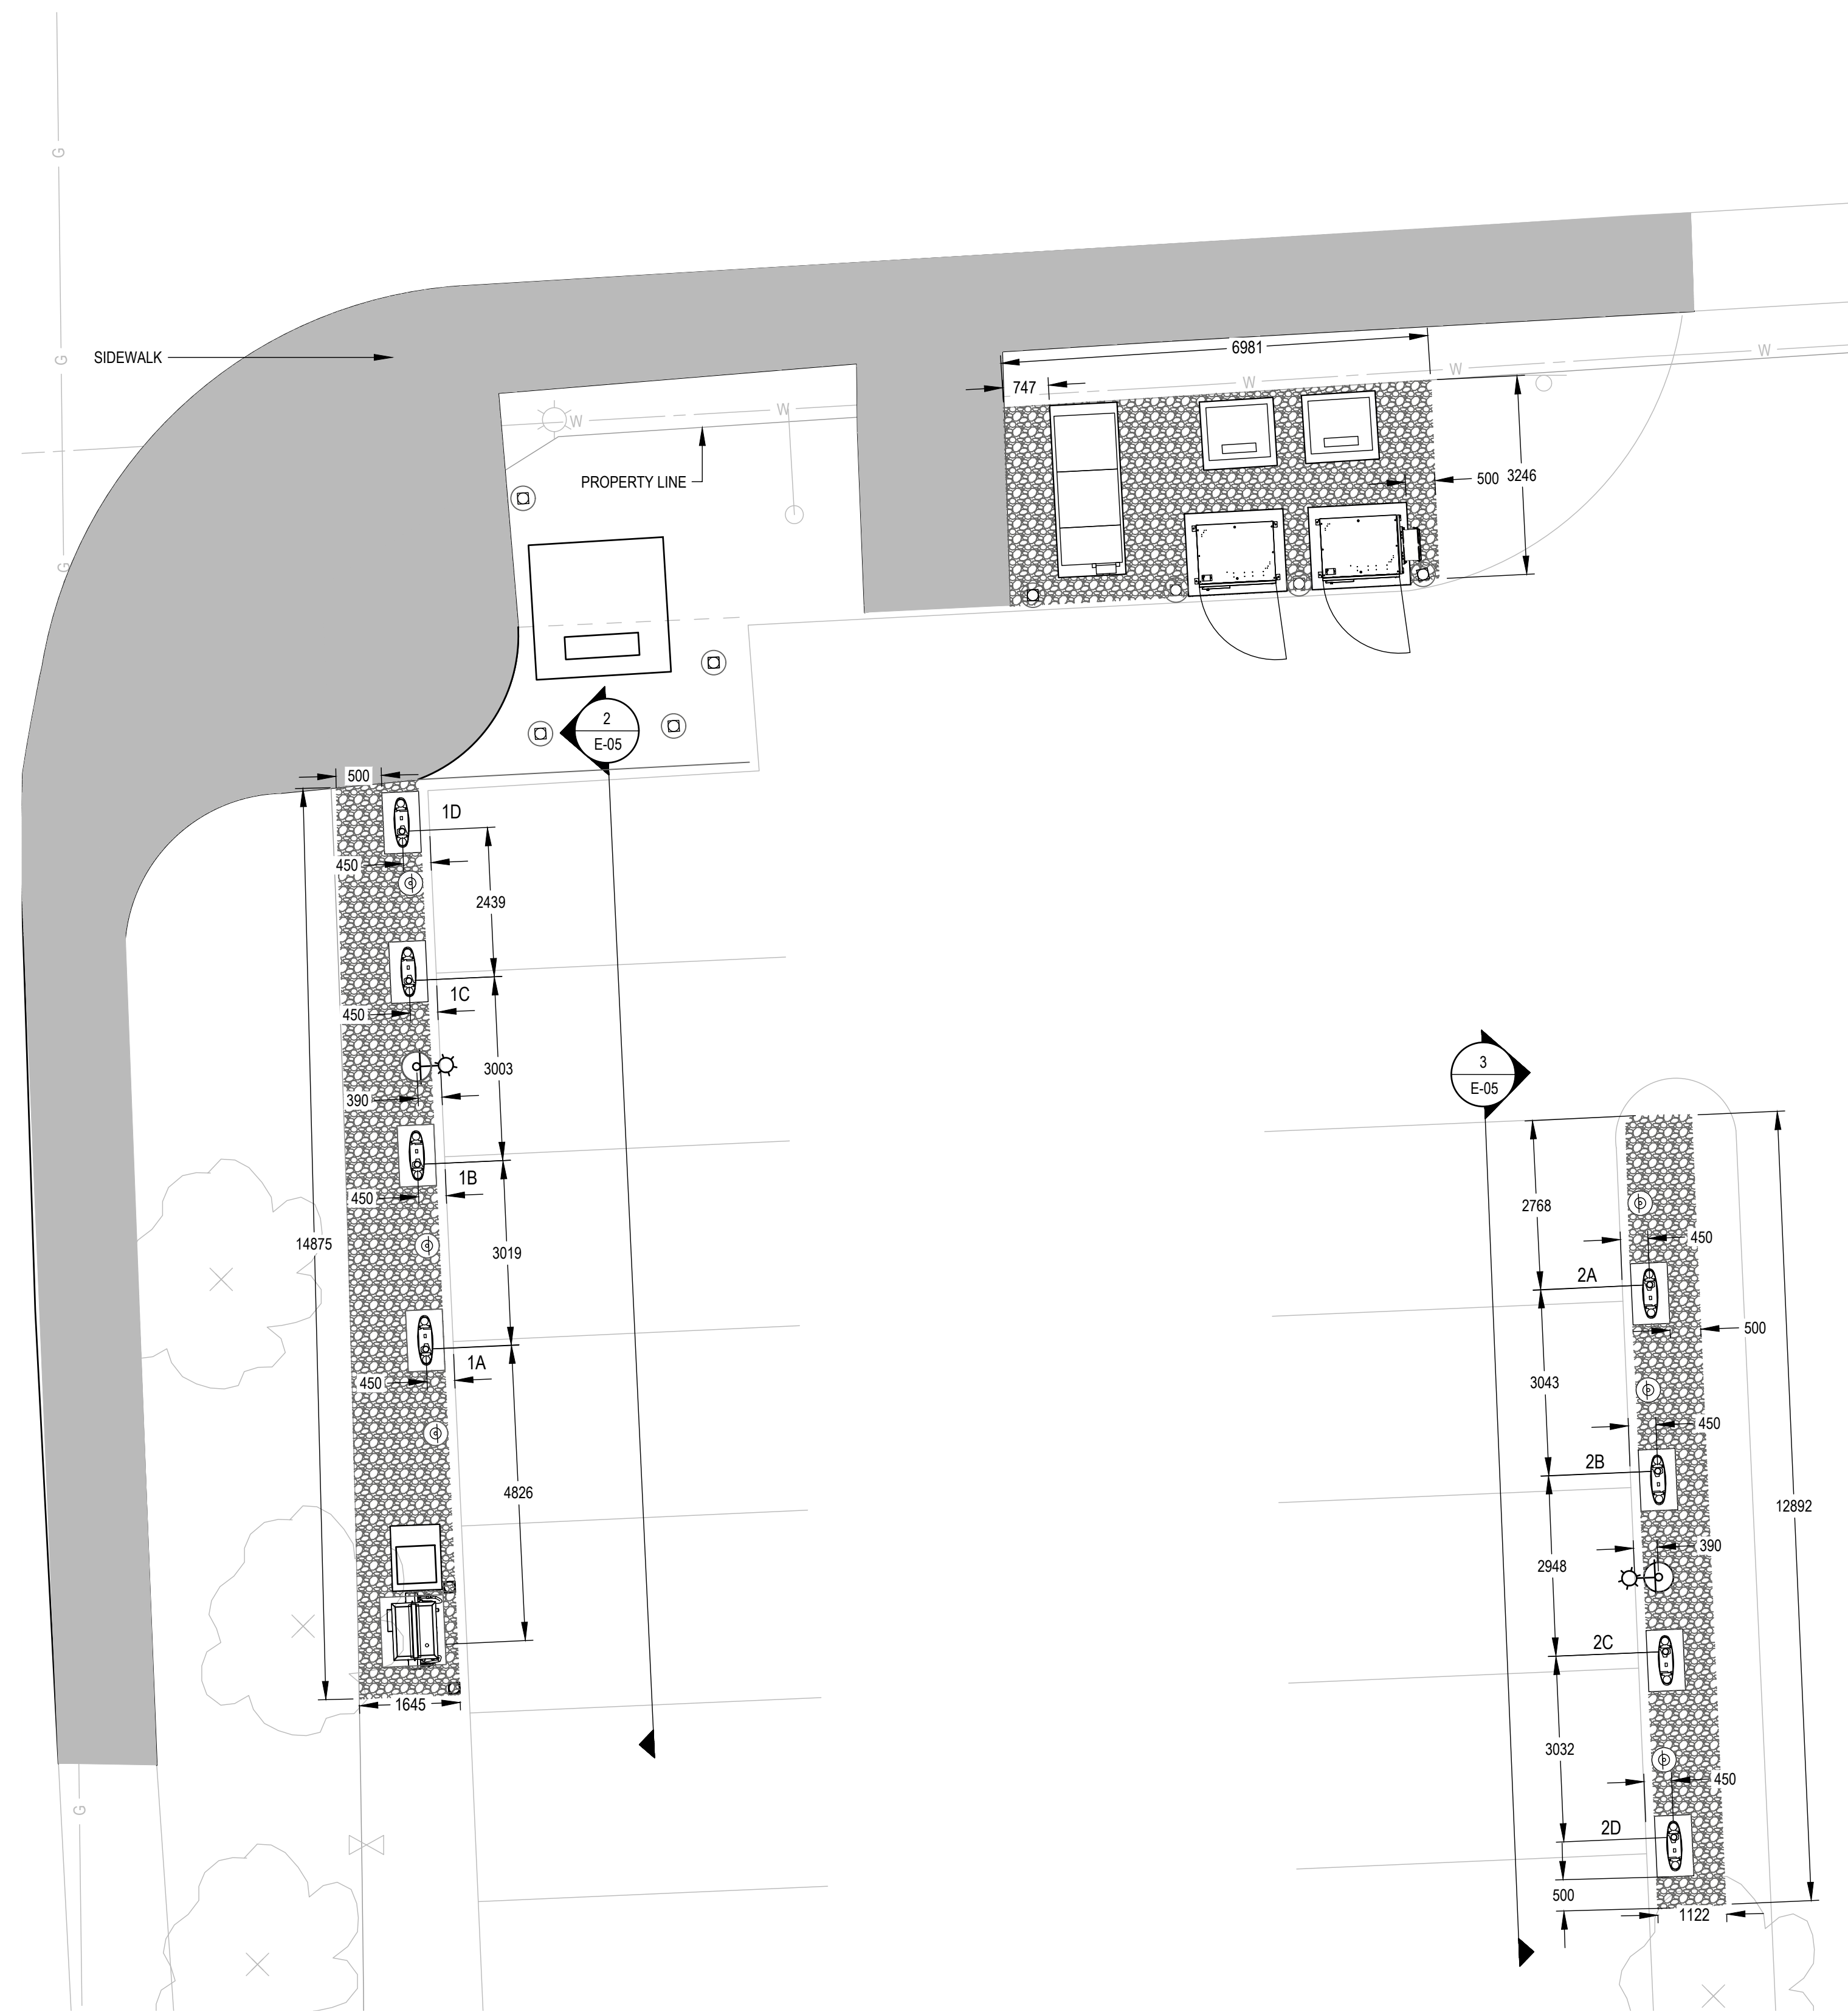 G
G
G
G
SIDEWALK
PROPERTY LINE
W
W
W
W
W
6981
747
500
3246
2
E-05
500
1D
450
2439
1C
450
3003
390
1B
450
3019
14875
1A
450
4826
1645
3
E-05
2768
450
2A
500
3043
450
2B
12892
390
2948
2C
3032
450
2D
500
1122